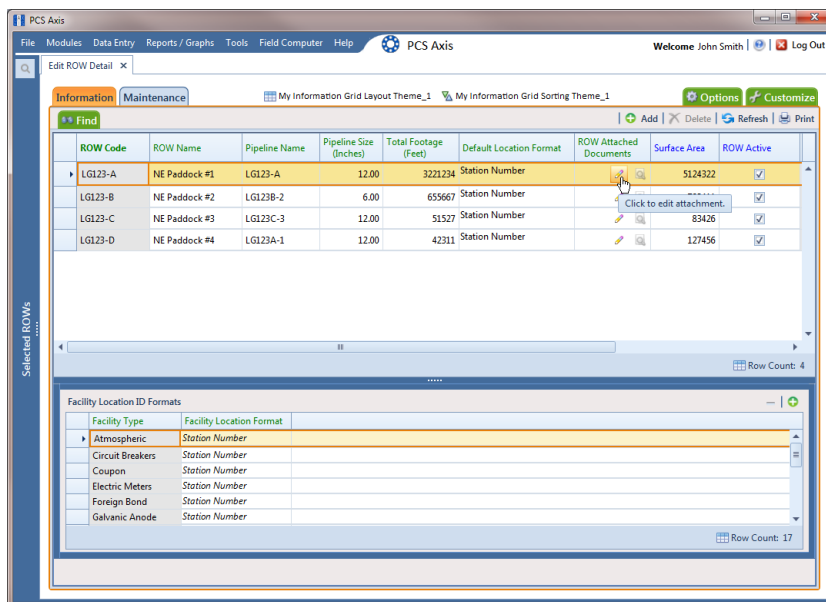 PCS Axis
File Modules Data Entry Reports / Graphs Tools Field Computer Help PCS Axis Welcome John Smith Log Out
Edit ROW Detail
Information Maintenance My Information Grid Layout Theme_1 My Information Grid Sorting Theme_1 Options Customize
Find Add Delete Refresh Print
ROW Code ROW Name Pipeline Name Pipeline Size (Inches) Total Footage (Feet) Default Location Format ROW Attached Documents Surface Area ROW Active
LG123-A NE Paddock #1 LG123-A 12.00 3221234 Station Number 5124322
LG123-B NE Paddock #2 LG123B-2 6.00 655667 Station Number
Click to edit attachment.
LG123-C NE Paddock #3 LG123C-3 12.00 51527 Station Number 83426
LG123-D NE Paddock #4 LG123A-1 12.00 42311 Station Number 127456
Selected ROWs
Row Count: 4
Facility Location ID Formats
Facility Type Facility Location Format
Atmospheric Station Number
Circuit Breakers Station Number
Coupon Station Number
Electric Meters Station Number
Foreign Bond Station Number
Galvanic Anode Station Number
Row Count: 17